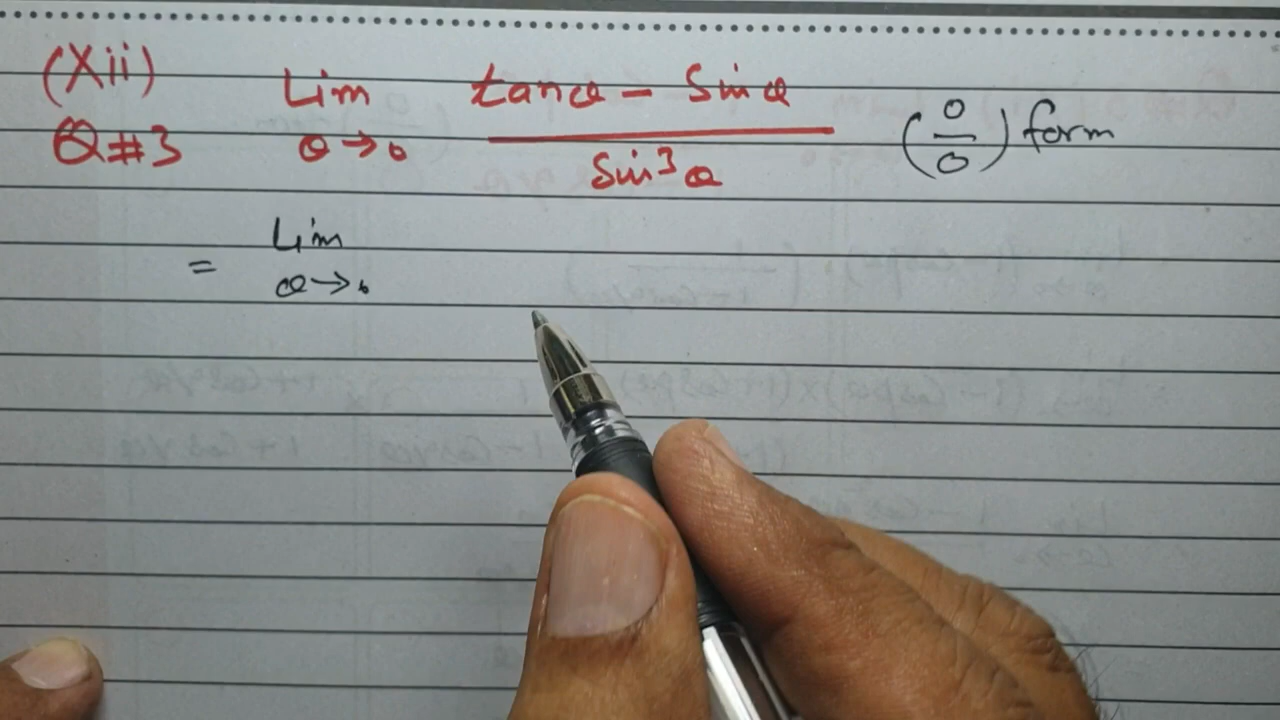 (Xii) Lim tanθ - Sinθ
Q#3 θ→0 Sin³θ (0/0) form
= Lim
θ→0